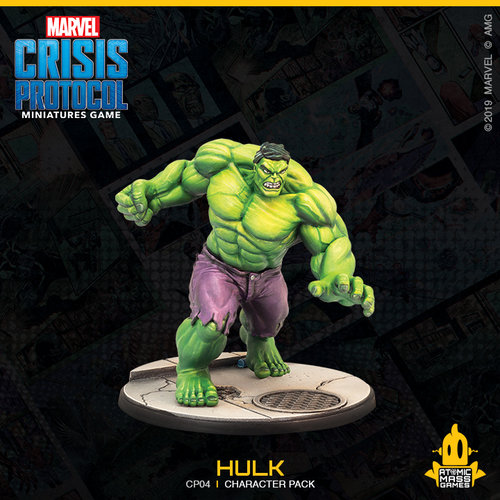 MARVEL
CRISIS
PROTOCOL
MINIATURES GAME
©2019 MARVEL © AMG
HULK
CP04 | CHARACTER PACK
ATOMIC
MASS
GAMES